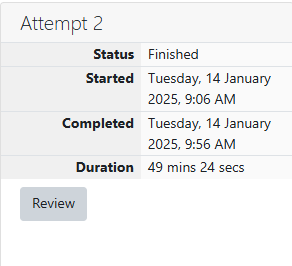 Attempt 2
Status Finished
Started Tuesday, 14 January
2025, 9:06 AM
Completed Tuesday, 14 January
2025, 9:56 AM
Duration 49 mins 24 secs
Review